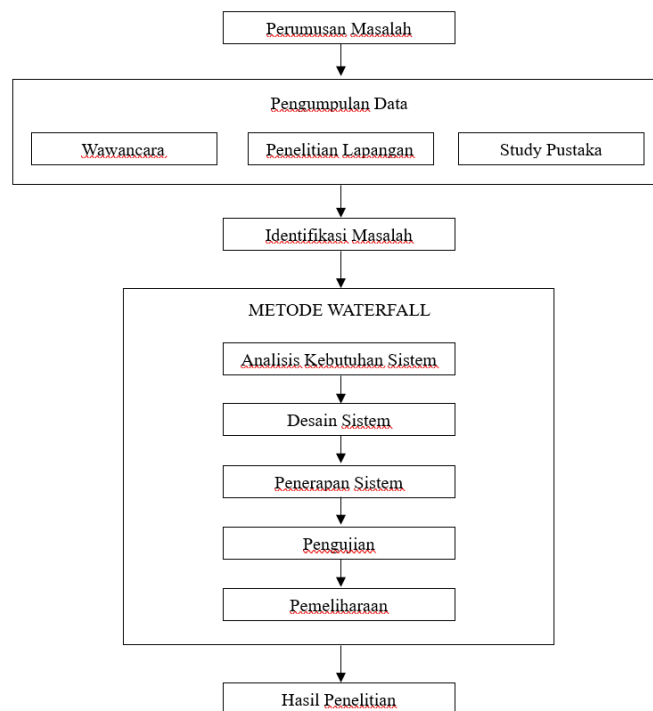 Perumusan Masalah
Pengumpulan Data
Wawancara
Penelitian Lapangan
Study Pustaka
Identifikasi Masalah
METODE WATERFALL
Analisis Kebutuhan Sistem
Desain Sistem
Penerapan Sistem
Pengujian
Pemeliharaan
Hasil Penelitian